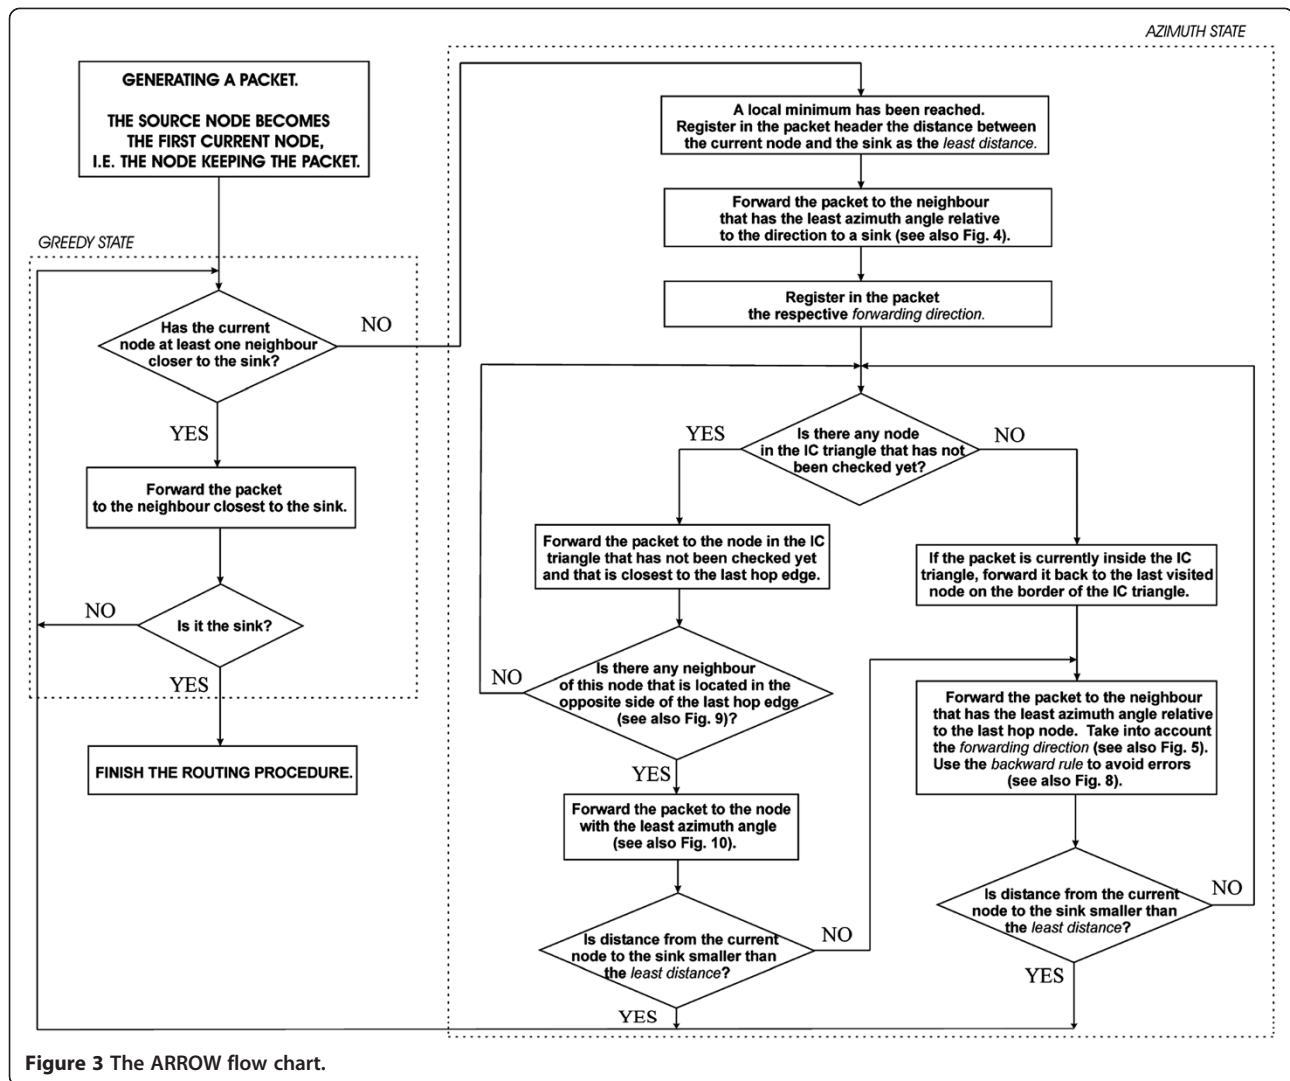 AZIMUTH STATE
GENERATING A PACKET.
THE SOURCE NODE BECOMES
THE FIRST CURRENT NODE,
I.E. THE NODE KEEPING THE PACKET.
GREEDY STATE
Has the current
node at least one neighbour
closer to the sink?
NO
YES
Forward the packet
to the neighbour closest to the sink.
Is it the sink?
NO
YES
FINISH THE ROUTING PROCEDURE.
A local minimum has been reached.
Register in the packet header the distance between
the current node and the sink as the least distance.
Forward the packet to the neighbour
that has the least azimuth angle relative
to the direction to a sink (see also Fig. 4).
Register in the packet
the respective forwarding direction.
Is there any node
in the IC triangle that has not
been checked yet?
YES
NO
Forward the packet to the node in the IC
triangle that has not been checked yet
and that is closest to the last hop edge.
Is there any neighbour
of this node that is located in the
opposite side of the last hop edge
(see also Fig. 9)?
NO
YES
Forward the packet to the node
with the least azimuth angle
(see also Fig. 10).
Is distance from the current
node to the sink smaller than
the least distance?
NO
YES
If the packet is currently inside the IC
triangle, forward it back to the last visited
node on the border of the IC triangle.
Forward the packet to the neighbour
that has the least azimuth angle relative
to the last hop node. Take into account
the forwarding direction (see also Fig. 5).
Use the backward rule to avoid errors
(see also Fig. 8).
Is distance from the current
node to the sink smaller than
the least distance?
NO
YES
Figure 3 The ARROW flow chart.